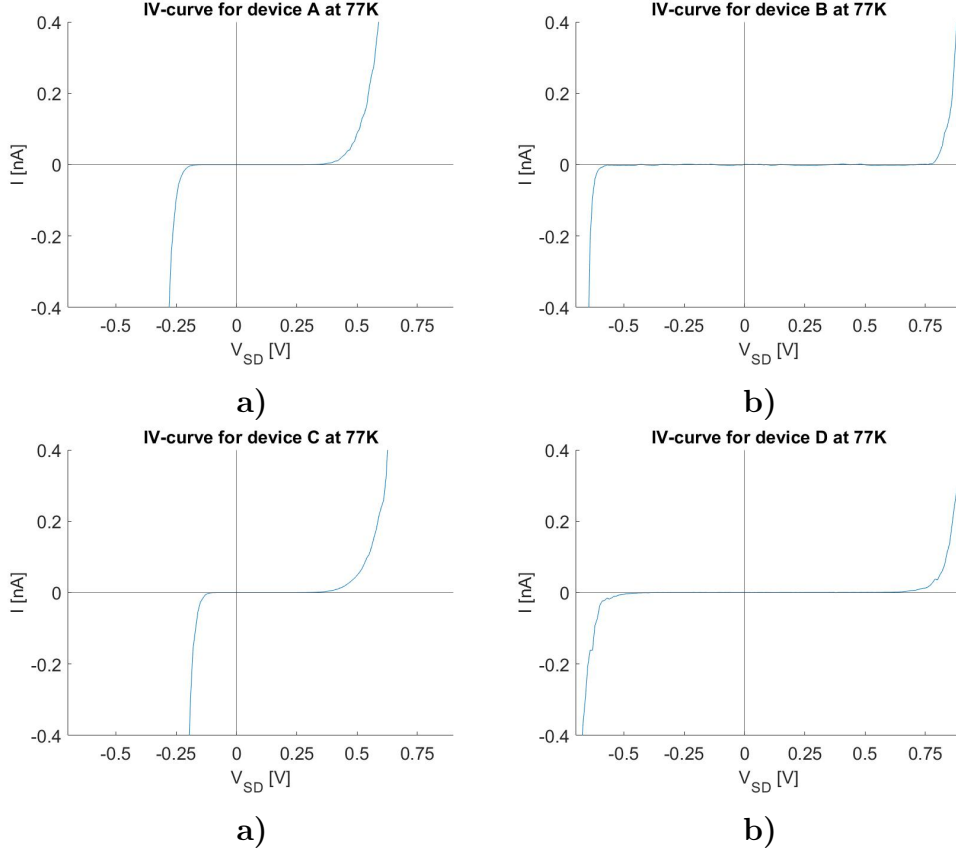 IV-curve for device A at 77K
0.4
0.2
0
-0.2
-0.4
I [nA]
-0.5 -0.25 0 0.25 0.5 0.75
V_SD [V]
a)
IV-curve for device B at 77K
0.4
0.2
0
-0.2
-0.4
I [nA]
-0.5 -0.25 0 0.25 0.5 0.75
V_SD [V]
b)
IV-curve for device C at 77K
0.4
0.2
0
-0.2
-0.4
I [nA]
-0.5 -0.25 0 0.25 0.5 0.75
V_SD [V]
a)
IV-curve for device D at 77K
0.4
0.2
0
-0.2
-0.4
I [nA]
-0.5 -0.25 0 0.25 0.5 0.75
V_SD [V]
b)